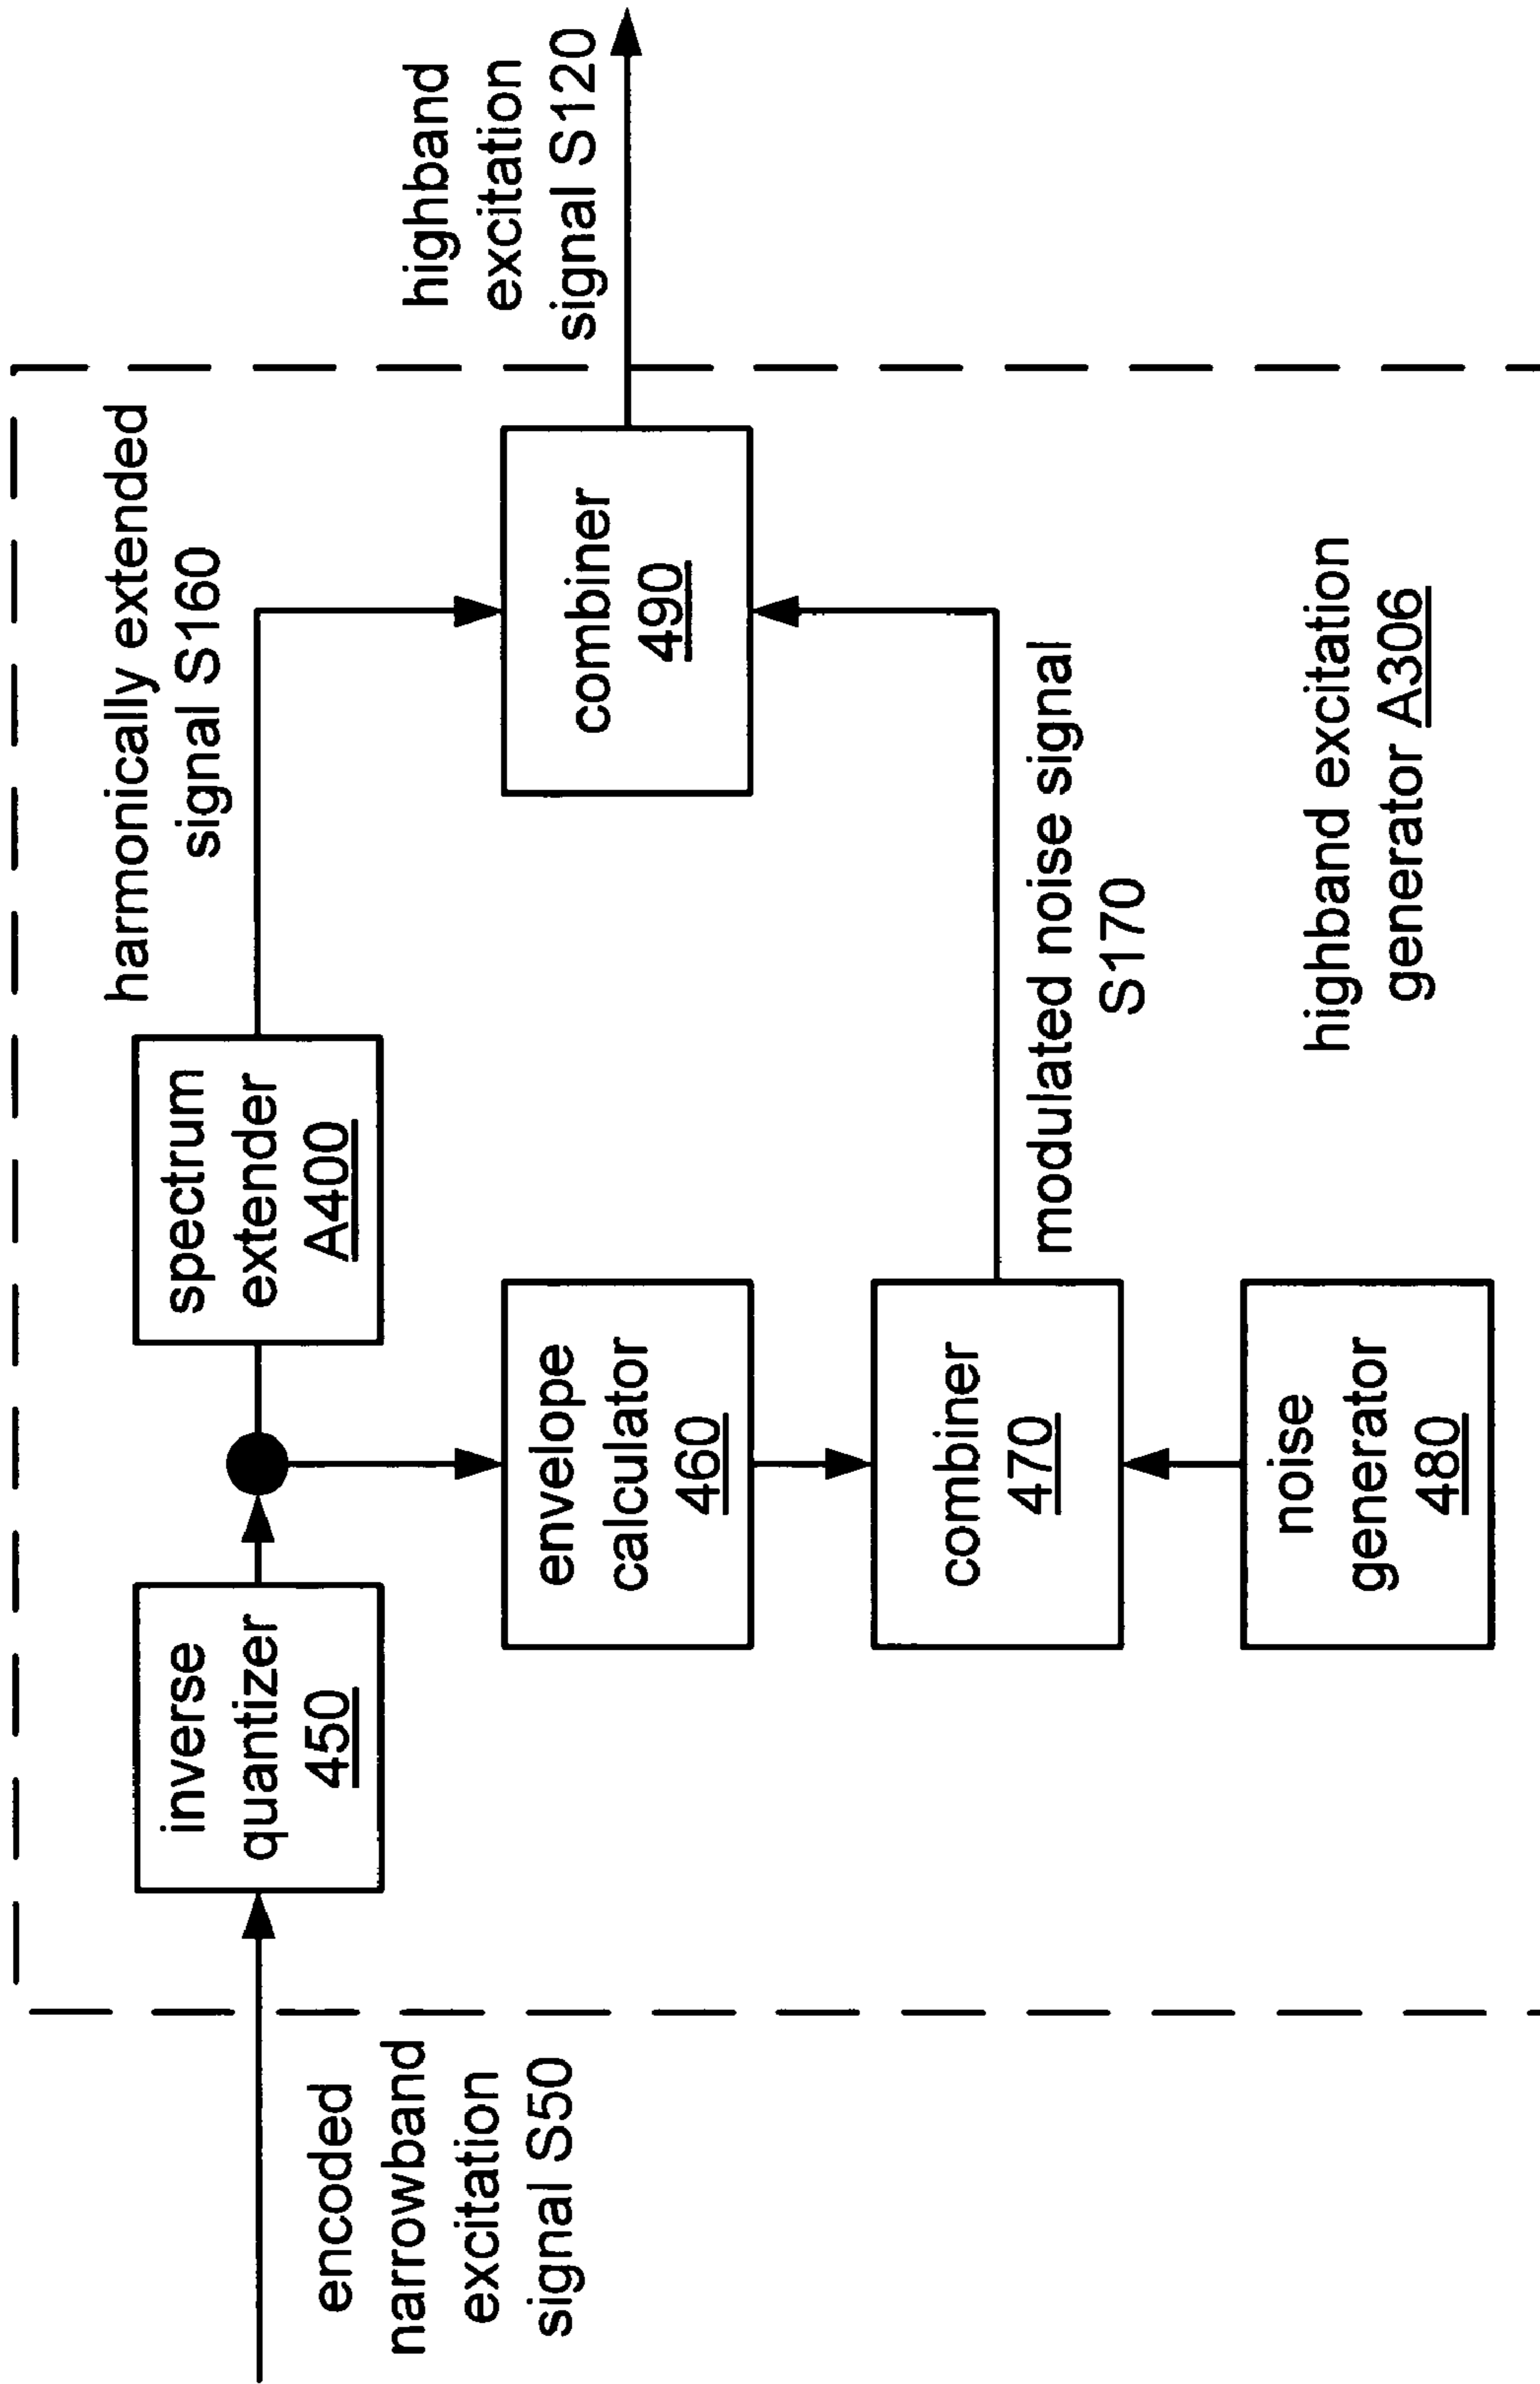 encoded
narrowband
excitation
signal S50
inverse
quantizer
450
spectrum
extender
A400
harmonically extended
signal S160
envelope
calculator
460
combiner
470
noise
generator
480
modulated noise signal
S170
combiner
490
highband
excitation
signal S120
highband excitation
generator A306